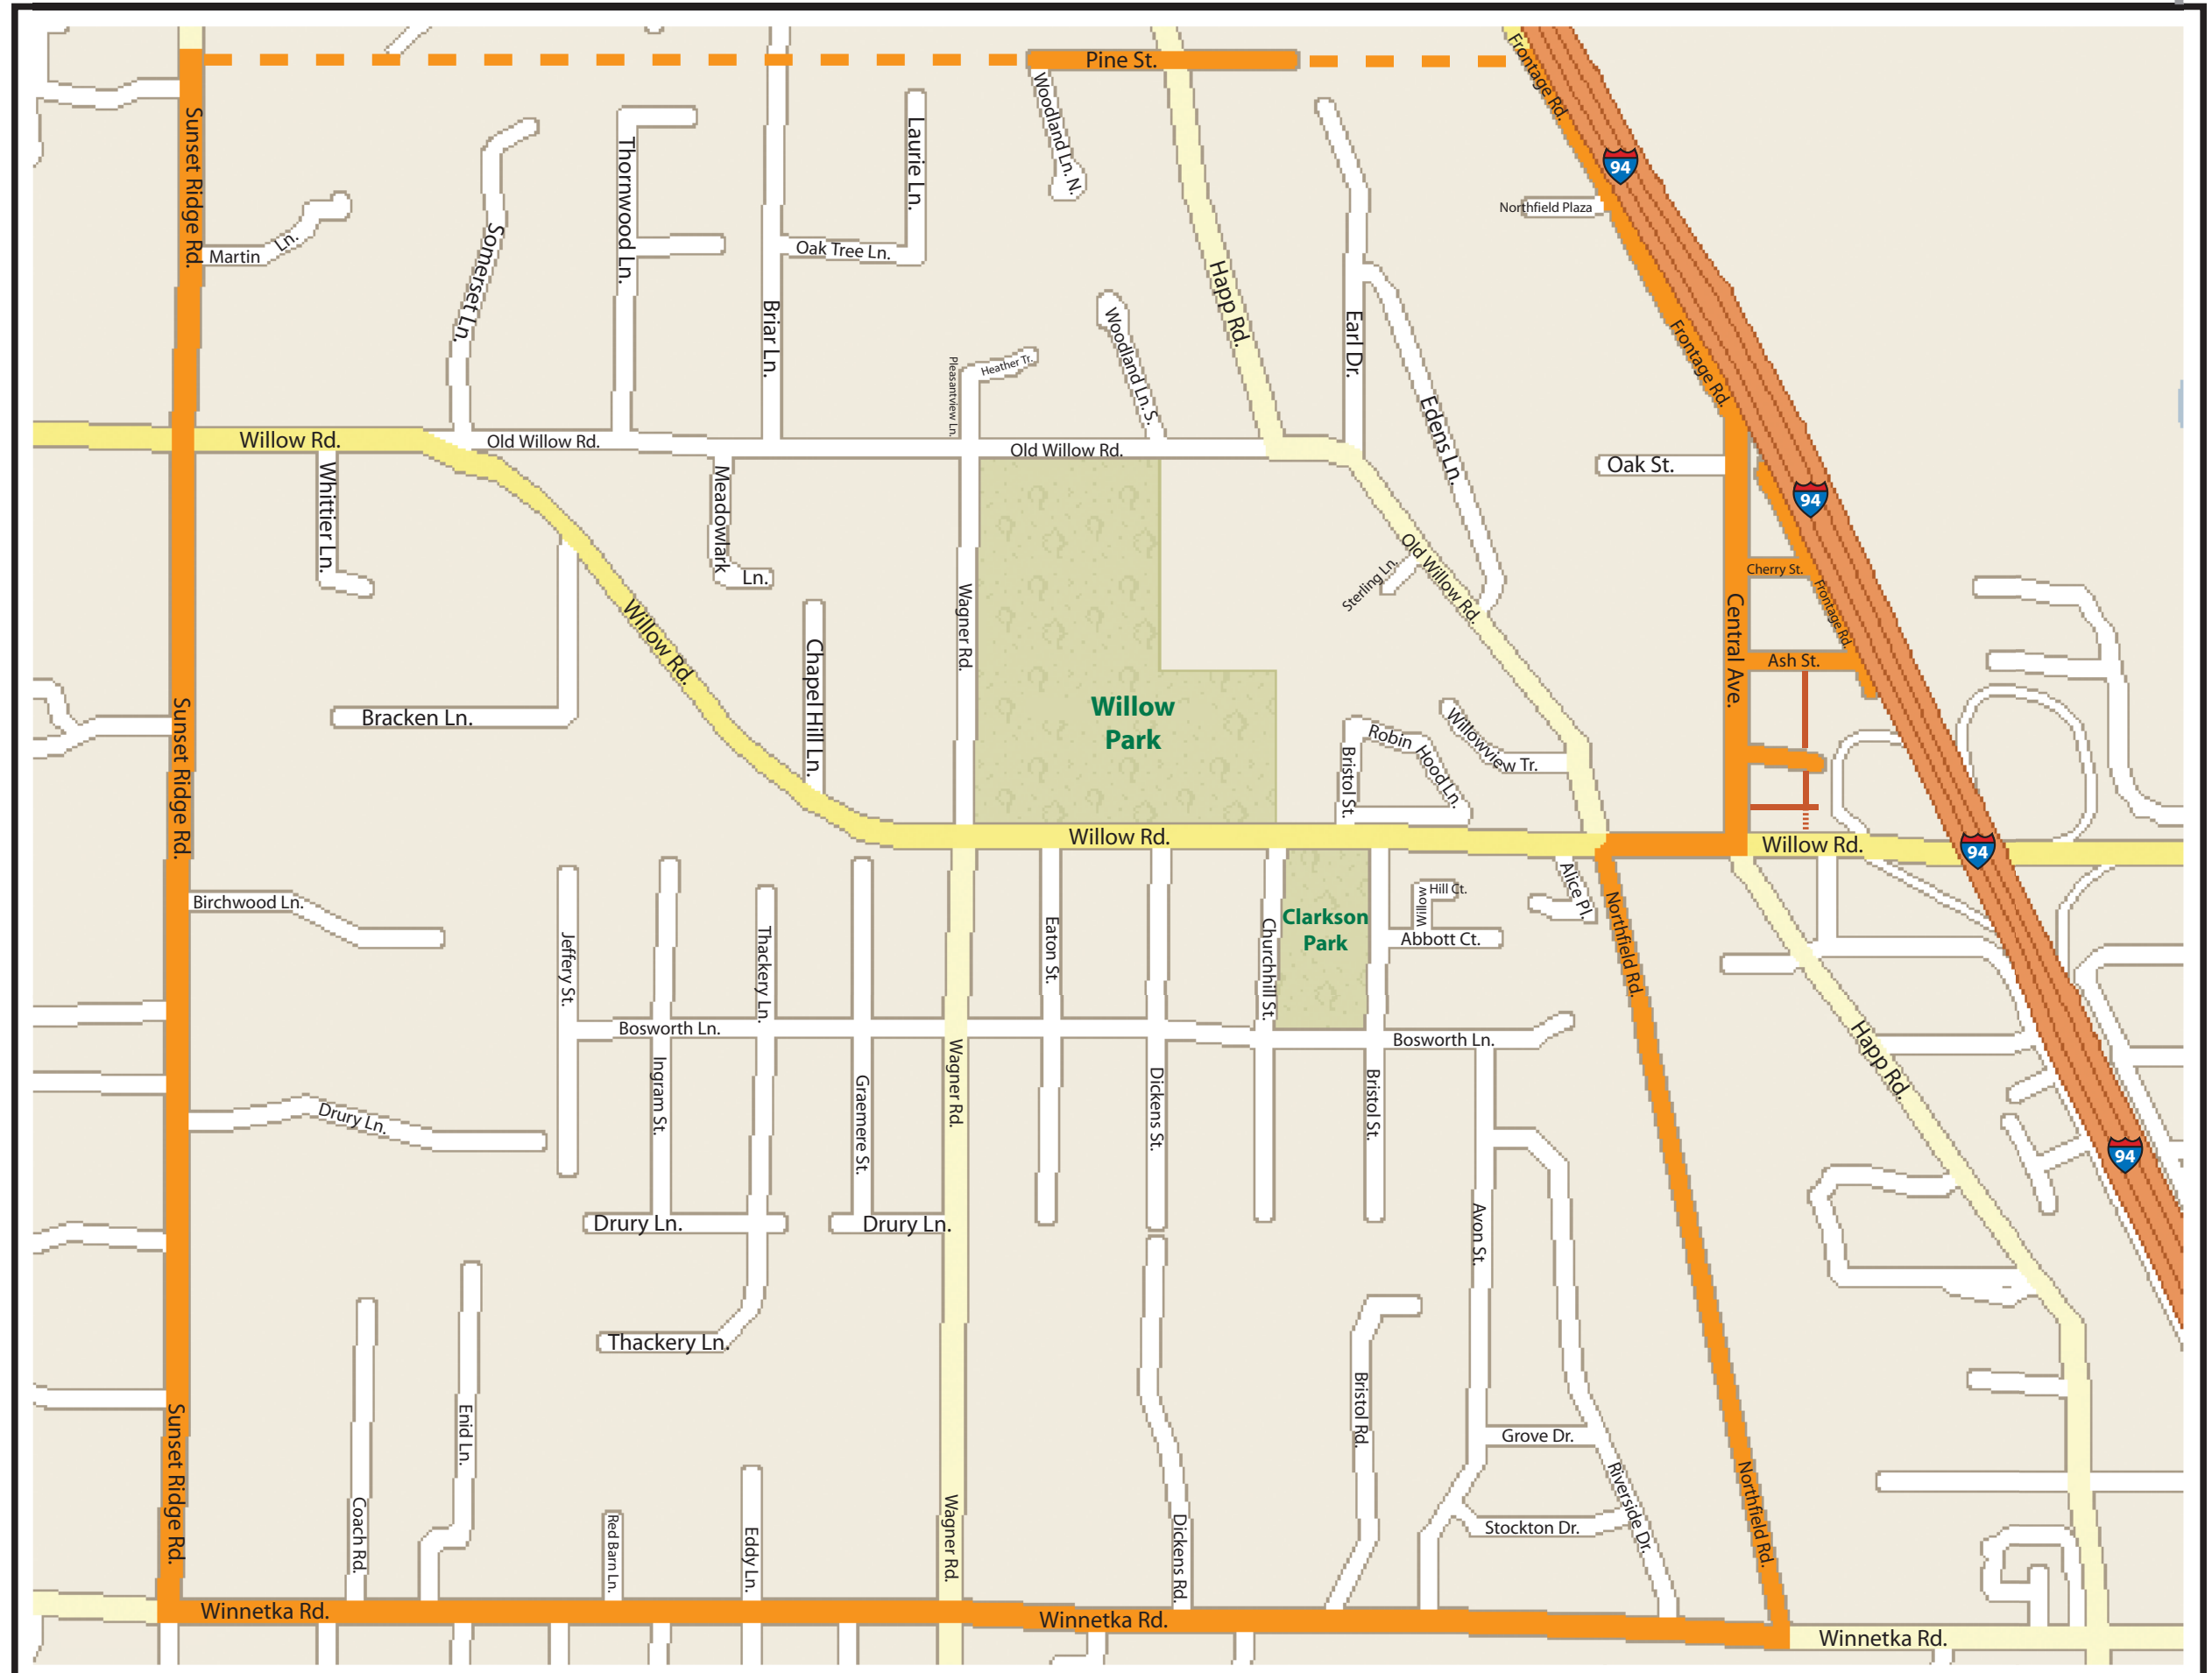 Pine St.
Frontage Rd.
Sunset Ridge Rd.
Thornwood Ln.
Laurie Ln.
Woodland Ln. N.
94
Northfield Plaza
Martin Ln.
Somerset Ln.
Oak Tree Ln.
Happ Rd.
Briar Ln.
Earl Dr.
Woodland Ln. S.
Pleasantview Ln.
Heather Tr.
Frontage Rd.
Edens Ln.
Willow Rd.
Old Willow Rd.
Old Willow Rd.
Oak St.
94
Whittier Ln.
Meadowlark
Ln.
Sterling Ln.
Old Willow Rd.
Cherry St.
Frontage Rd.
Wagner Rd.
Central Ave.
Willow Rd.
Chapel Hill Ln.
Ash St.
Bracken Ln.
Sunset Ridge Rd.
Willow
Park
Bristol St.
Robin Hood Ln.
Willowview Tr.
Willow Rd.
Willow Rd.
94
Birchwood Ln.
Jeffery St.
Thackery Ln.
Eaton St.
Churchhill St.
Clarkson
Park
Willow
Hill Ct.
Abbott Ct.
Alice Pl.
Northfield Rd.
Bosworth Ln.
Bosworth Ln.
Happ Rd.
Ingram St.
Graemere St.
Wagner Rd.
Dickens St.
Bristol St.
Drury Ln.
94
Drury Ln.
Drury Ln.
Avon St.
Thackery Ln.
Sunset Ridge Rd.
Coach Rd.
Enid Ln.
Red Barn Ln.
Eddy Ln.
Wagner Rd.
Dickens Rd.
Bristol Rd.
Grove Dr.
Stockton Dr.
Riverside Dr.
Northfield Rd.
Winnetka Rd.
Winnetka Rd.
Winnetka Rd.